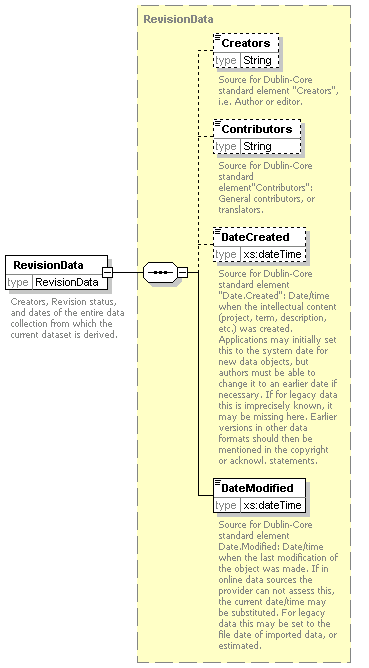 RevisionData
Creators
type String
Source for Dublin-Core
standard element "Creators",
i.e. Author or editor.
Contributors
type String
Source for Dublin-Core
standard
element"Contributors":
General contributors, or
translators.
DateCreated
type xs:dateTime
Source for Dublin-Core
standard element
"Date.Created": Date/time
when the intellectual content
(project, term, description,
etc.) was created.
Applications may initially set
this to the system date for
new data objects, but
authors must be able to
change it to an earlier date if
necessary. If for legacy data
this is imprecisely known, it
may be missing here. Earlier
versions in other data
formats should then be
mentioned in the copyright
or acknowl. statements.
RevisionData
type RevisionData
Creators, Revision status,
and dates of the entire data
collection from which the
current dataset is derived.
DateModified
type xs:dateTime
Source for Dublin-Core
standard element
Date.Modified: Date/time
when the last modification of
the object was made. If in
online data sources the
provider can not assess this,
the current date/time may
be substituted. For legacy
data this may be set to the
file date of imported data, or
estimated.